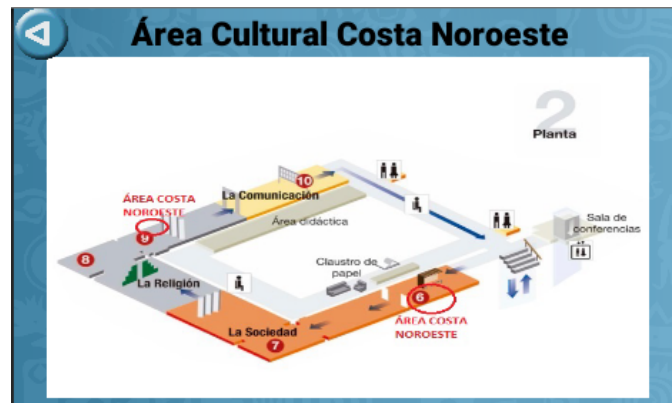 Área Cultural Costa Noroeste
2
Planta
10
La Comunicación
ÁREA COSTA
NOROESTE
Área didáctica
Sala de
conferencias
9
8
Claustro de
papel
La Religión
6
ÁREA COSTA
NOROESTE
La Sociedad
7